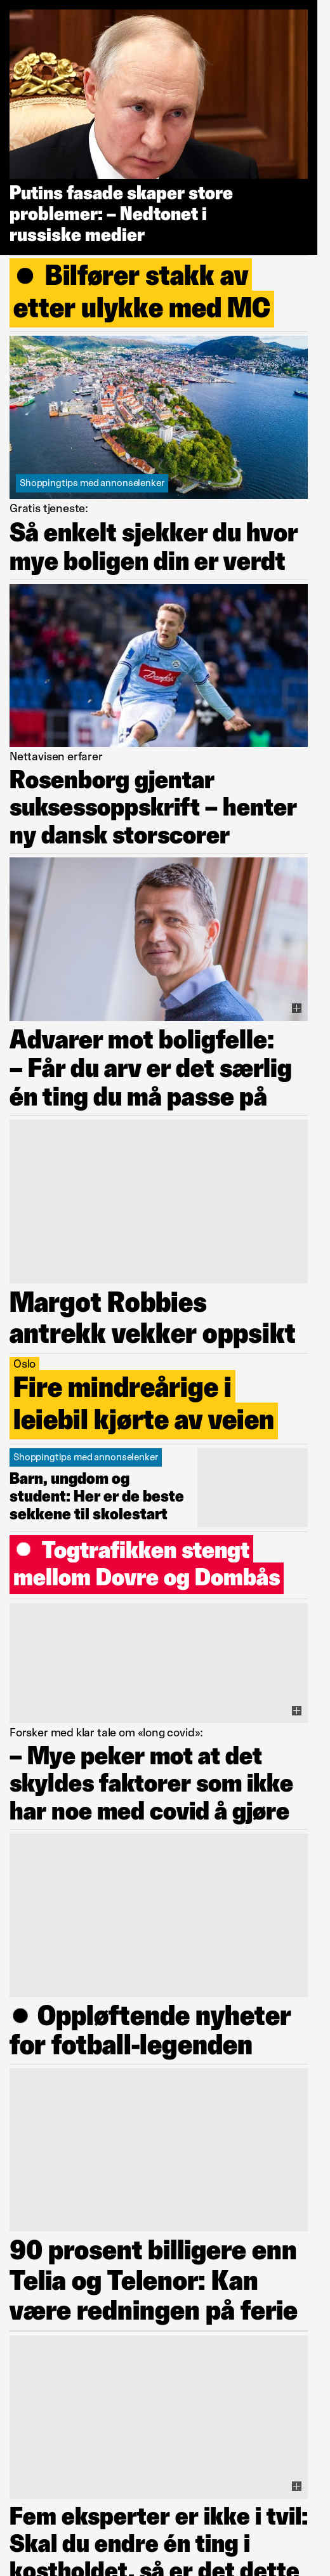 Putins fasade skaper store
problemer: – Nedtonet i
russiske medier
Bilfører stakk av
etter ulykke med MC
Shoppingtips med annonselenker
Gratis tjeneste:
Så enkelt sjekker du hvor
mye boligen din er verdt
Danfoss
Nettavisen erfarer
Rosenborg gjentar
suksessoppskrift – henter
ny dansk storscorer
Advarer mot boligfelle:
– Får du arv er det særlig
én ting du må passe på
Margot Robbies
antrekk vekker oppsikt
Oslo
Fire mindreårige i
leiebil kjørte av veien
Shoppingtips med annonselenker
Barn, ungdom og
student: Her er de beste
sekkene til skolestart
Togtrafikken stengt
mellom Dovre og Dombås
Forsker med klar tale om «long covid»:
– Mye peker mot at det
skyldes faktorer som ikke
har noe med covid å gjøre
Oppløftende nyheter
for fotball-legenden
90 prosent billigere enn
Telia og Telenor: Kan
være redningen på ferie
Fem eksperter er ikke i tvil:
Skal du endre én ting i
kostholdet, så er det dette